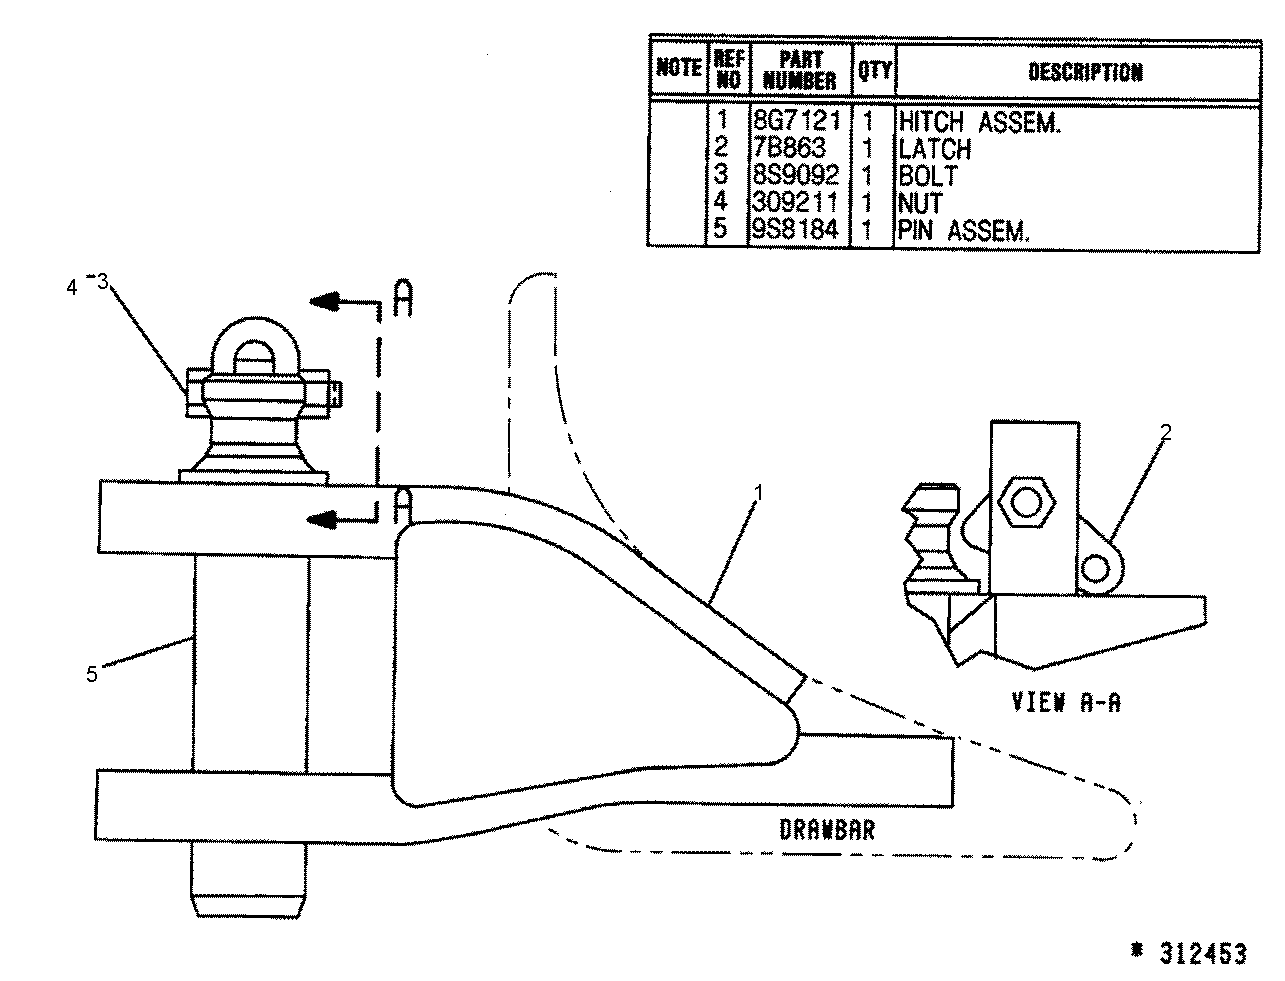 NOTE REF NO PART NUMBER QTY DESCRIPTION
1 8G7121 1 HITCH ASSEM.
2 7B863 1 LATCH
3 8S9092 1 BOLT
4 309211 1 NUT
5 9S8184 1 PIN ASSEM.
4 -3
A
2
A
1
5
VIEW A-A
DRAWBAR
* 312453